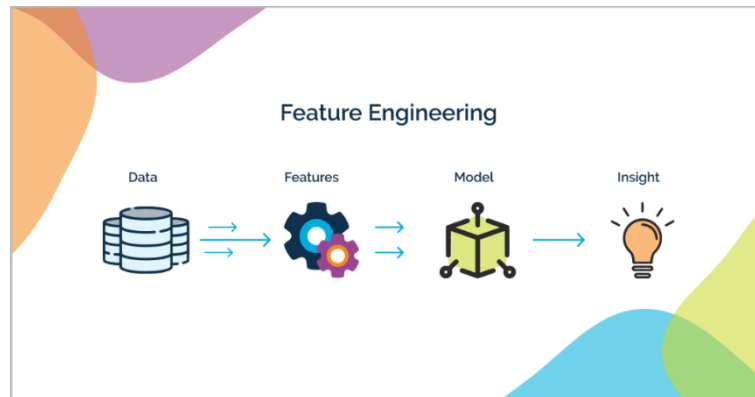 Feature Engineering
Data
Features
Model
Insight